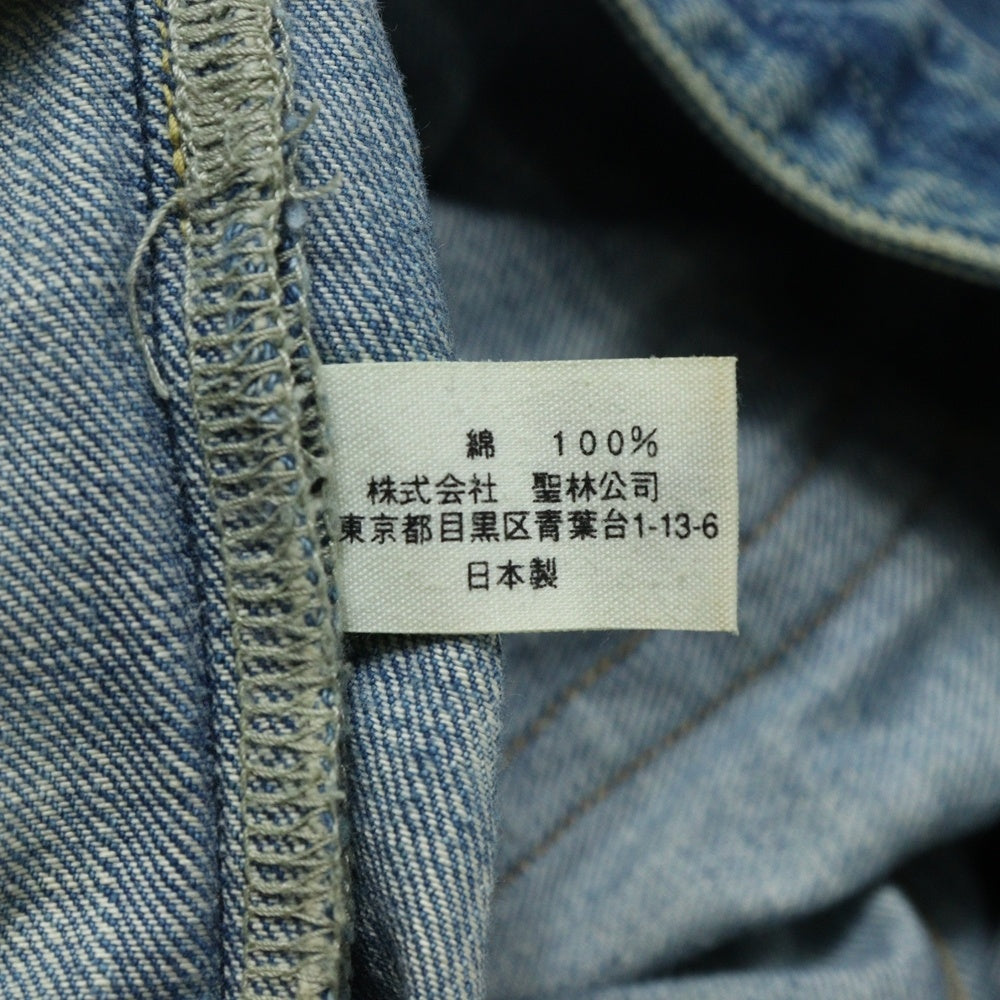 綿 100%
株式会社 聖林公司
東京都目黒区青葉台1-13-6
日本製